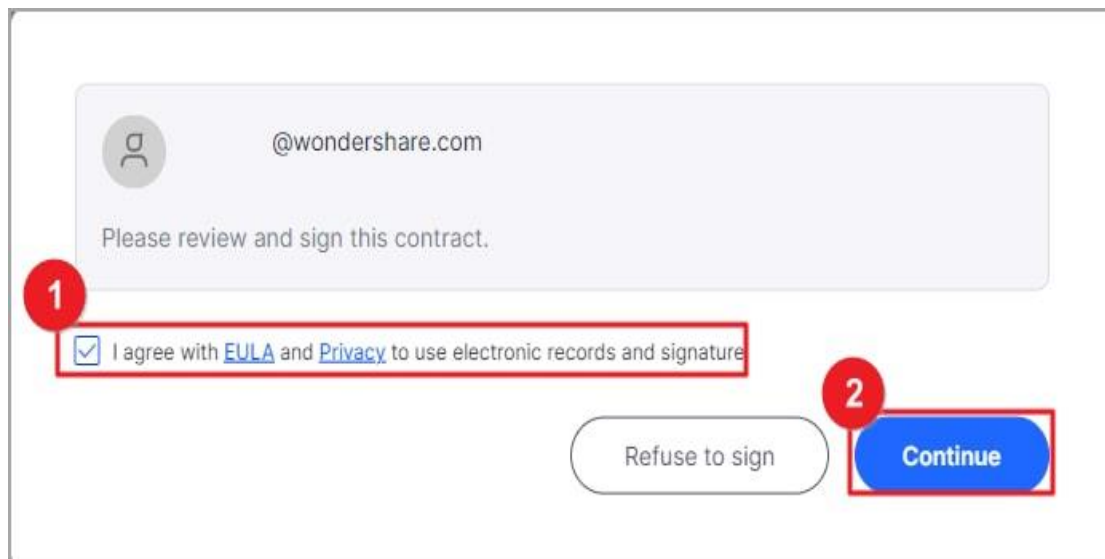 @wondershare.com
Please review and sign this contract.
1
I agree with EULA and Privacy to use electronic records and signature
2
Refuse to sign
Continue